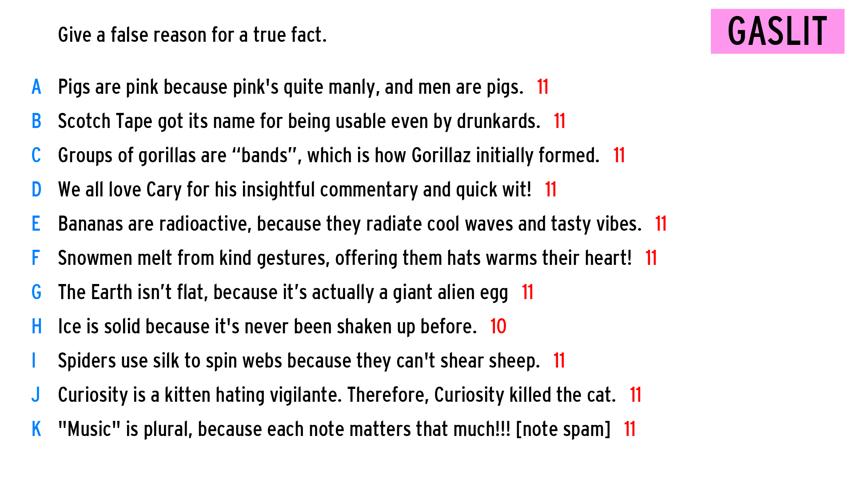 GASLIT
Give a false reason for a true fact.
A Pigs are pink because pink's quite manly, and men are pigs. 11
B Scotch Tape got its name for being usable even by drunkards. 11
C Groups of gorillas are “bands”, which is how Gorillaz initially formed. 11
D We all love Cary for his insightful commentary and quick wit! 11
E Bananas are radioactive, because they radiate cool waves and tasty vibes. 11
F Snowmen melt from kind gestures, offering them hats warms their heart! 11
G The Earth isn’t flat, because it’s actually a giant alien egg 11
H Ice is solid because it's never been shaken up before. 10
I Spiders use silk to spin webs because they can't shear sheep. 11
J Curiosity is a kitten hating vigilante. Therefore, Curiosity killed the cat. 11
K "Music" is plural, because each note matters that much!!! [note spam] 11